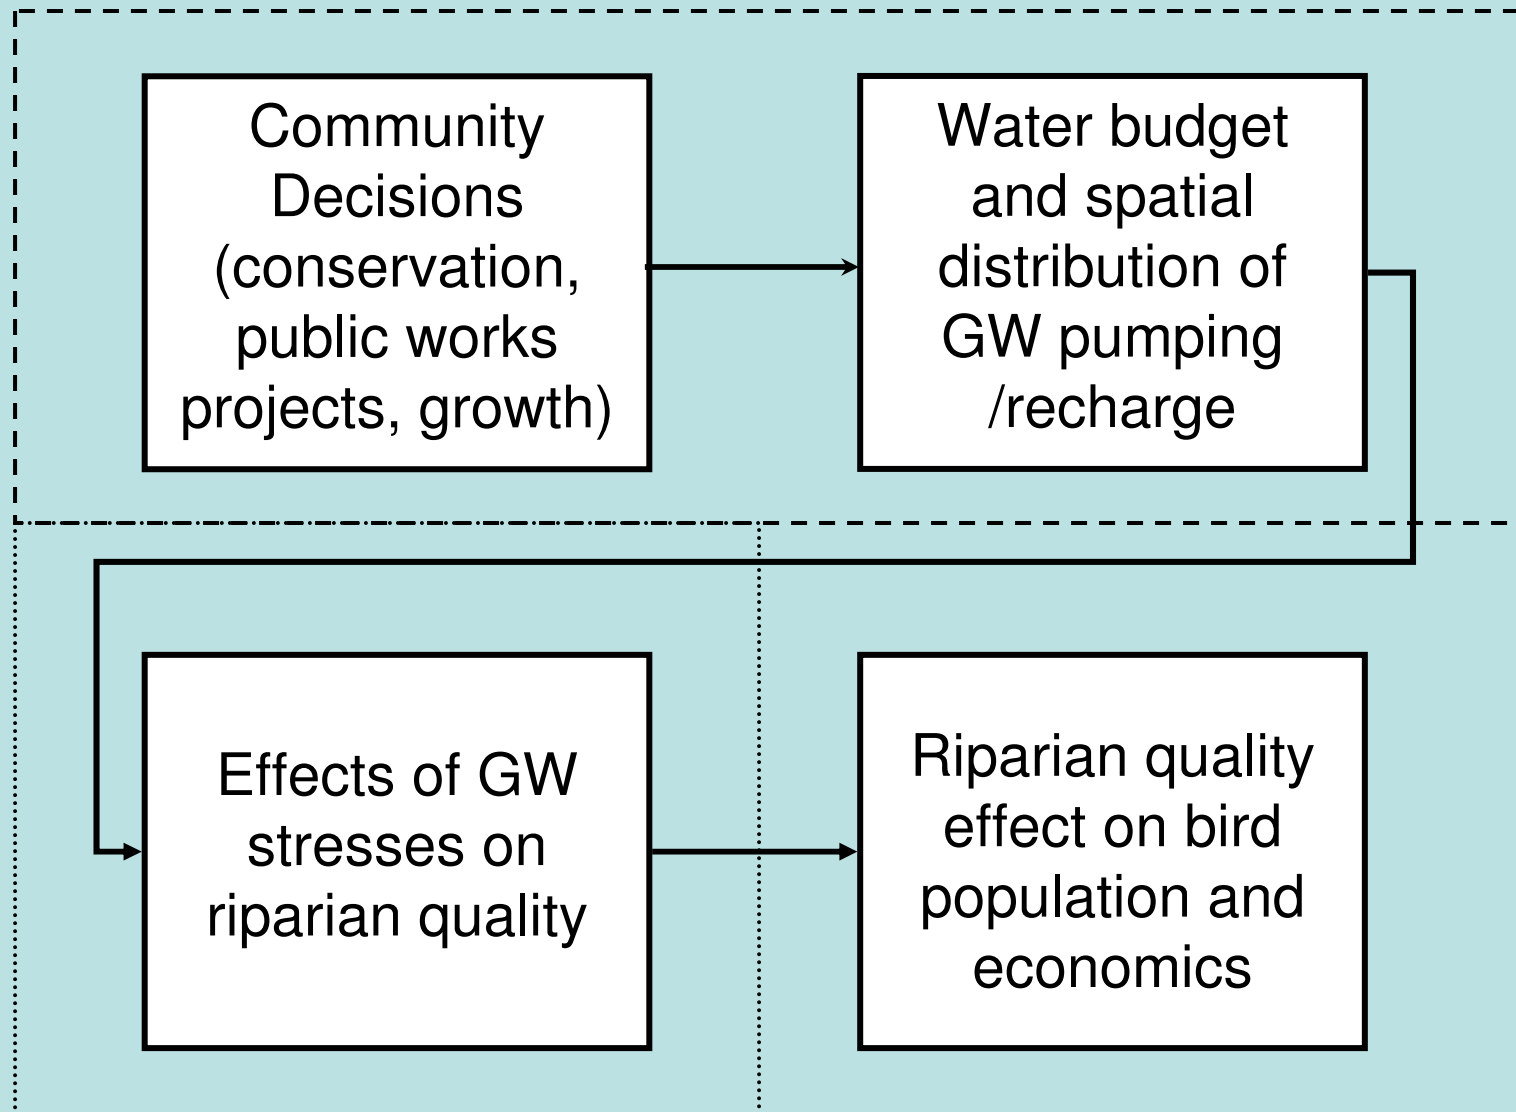 Community
Decisions
(conservation,
public works
projects, growth)
Water budget
and spatial
distribution of
GW pumping
/recharge
Effects of GW
stresses on
riparian quality
Riparian quality
effect on bird
population and
economics